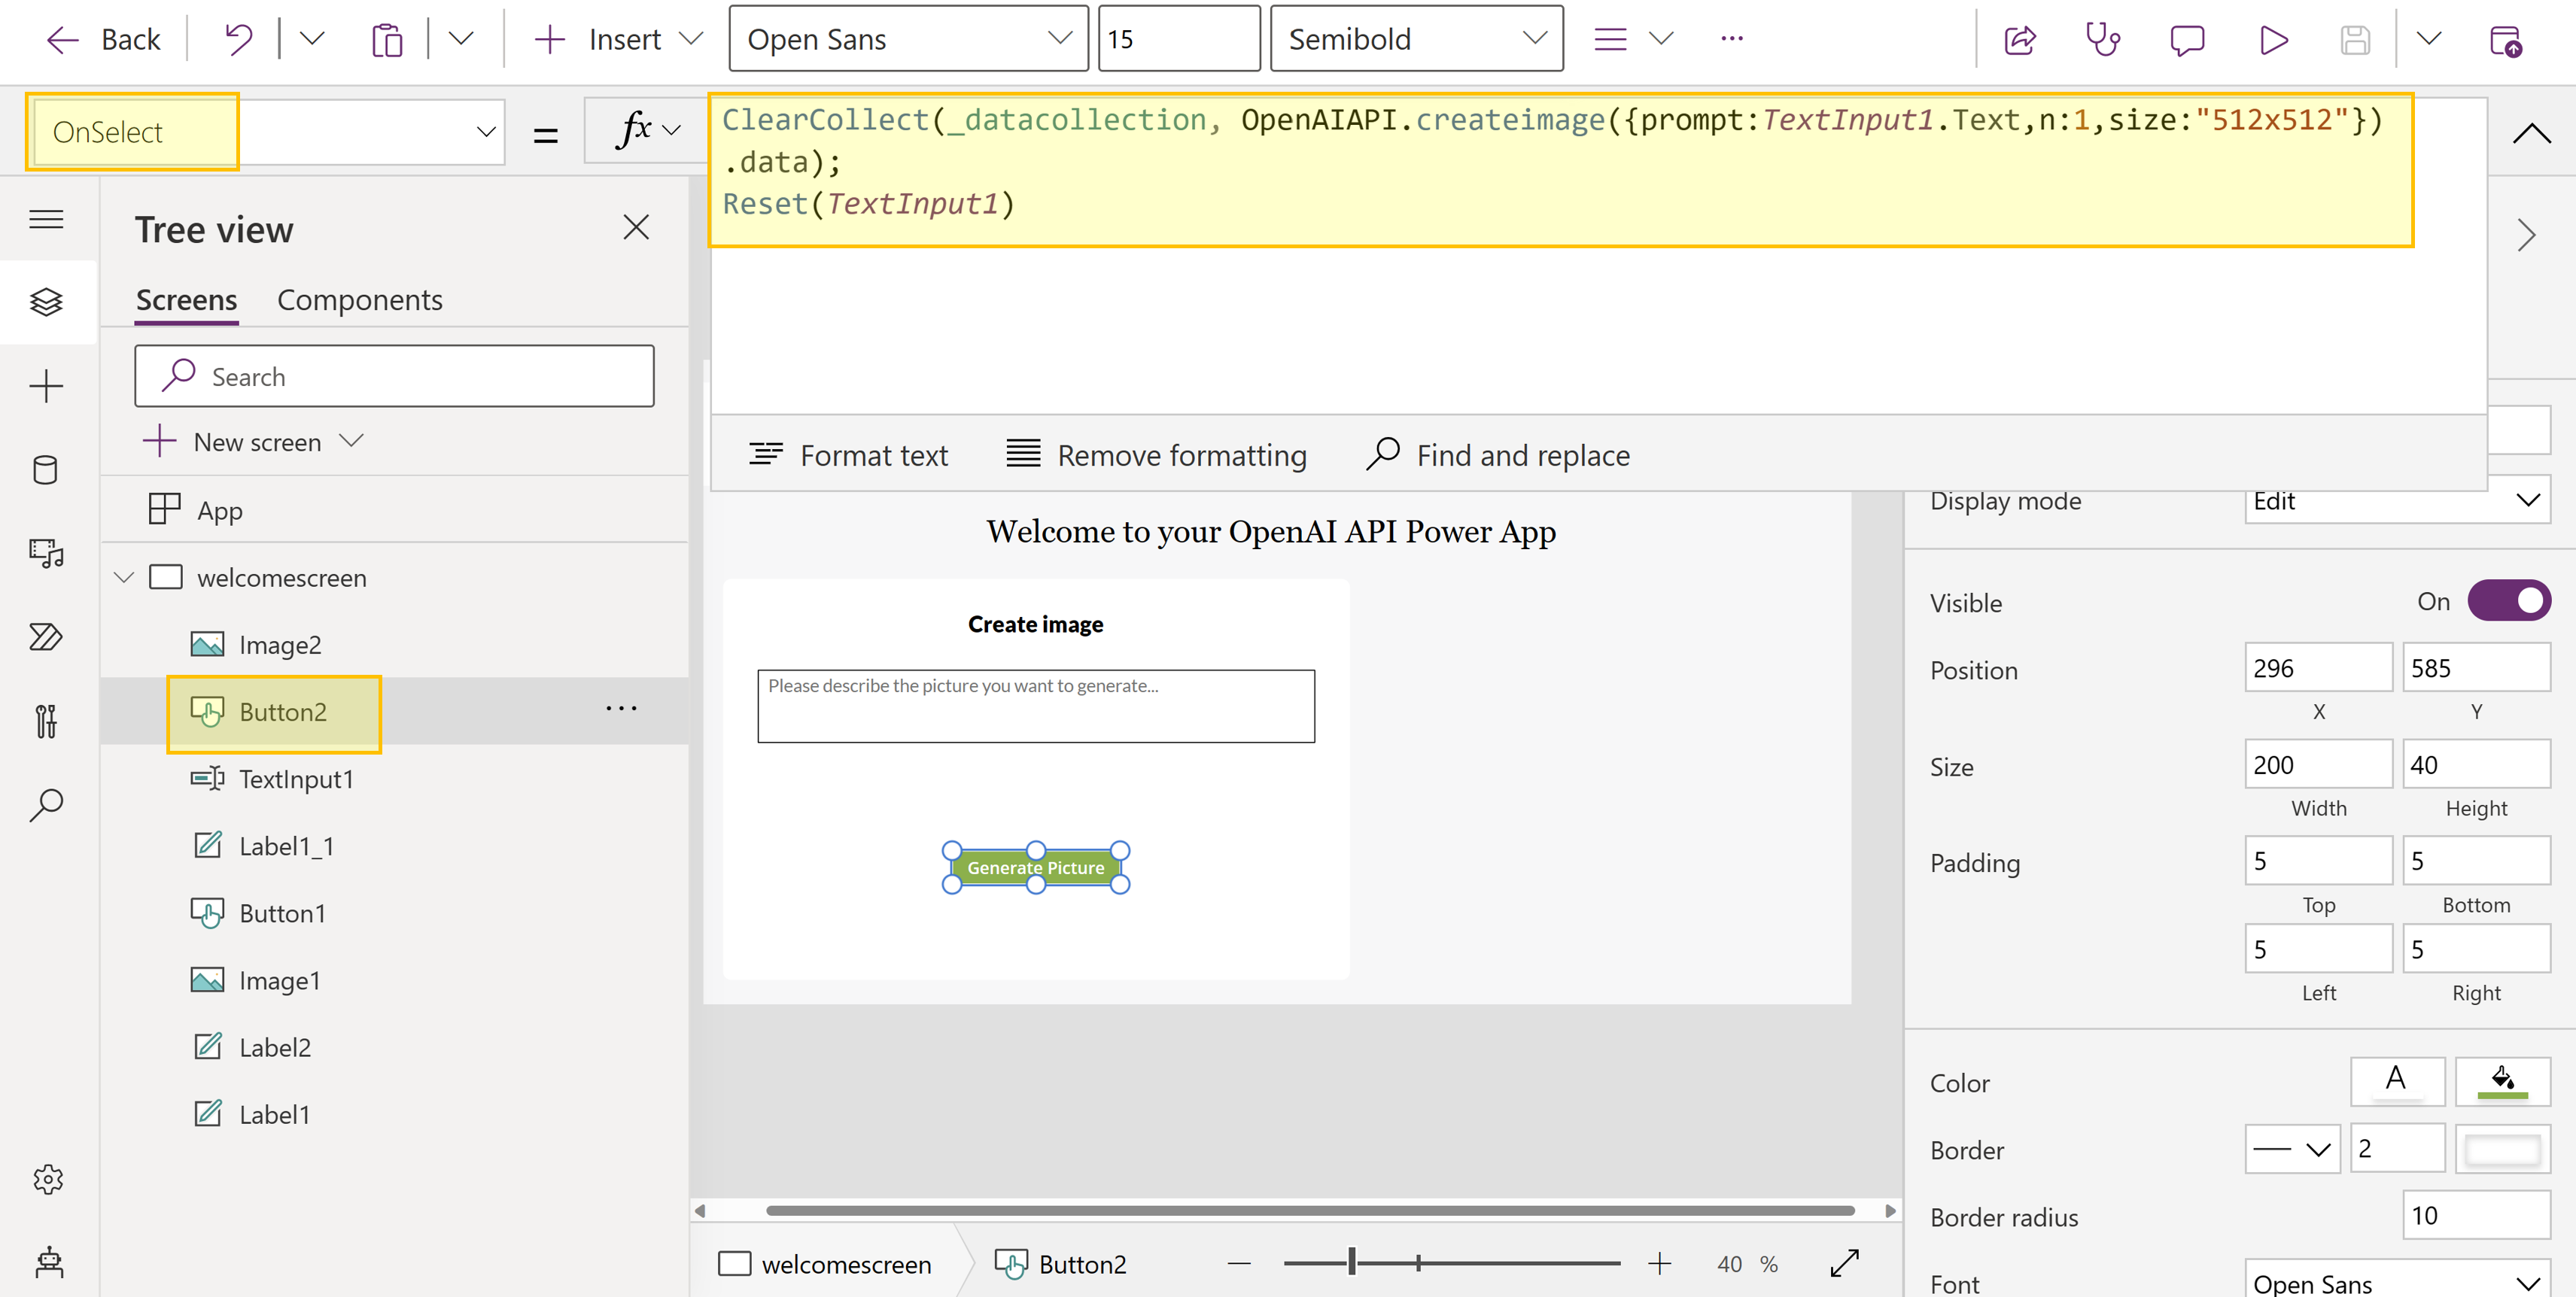 Back
Insert
Open Sans
15
Semibold
OnSelect
=
fx
ClearCollect(_datacollection, OpenAIAPI.createimage({prompt:TextInput1.Text,n:1,size:"512x512"})
.data);
Reset(TextInput1)
Tree view
Screens Components
Search
New screen
App
welcomescreen
Image2
Button2
TextInput1
Label1_1
Button1
Image1
Label2
Label1
Format text Remove formatting Find and replace
Welcome to your OpenAI API Power App
Create image
Please describe the picture you want to generate...
Generate Picture
welcomescreen Button2 40 %
Display mode Edit
Visible On
Position 296 585
X Y
Size 200 40
Width Height
Padding 5 5
Top Bottom
5 5
Left Right
Color A
Border 2
Border radius 10
Font Open Sans